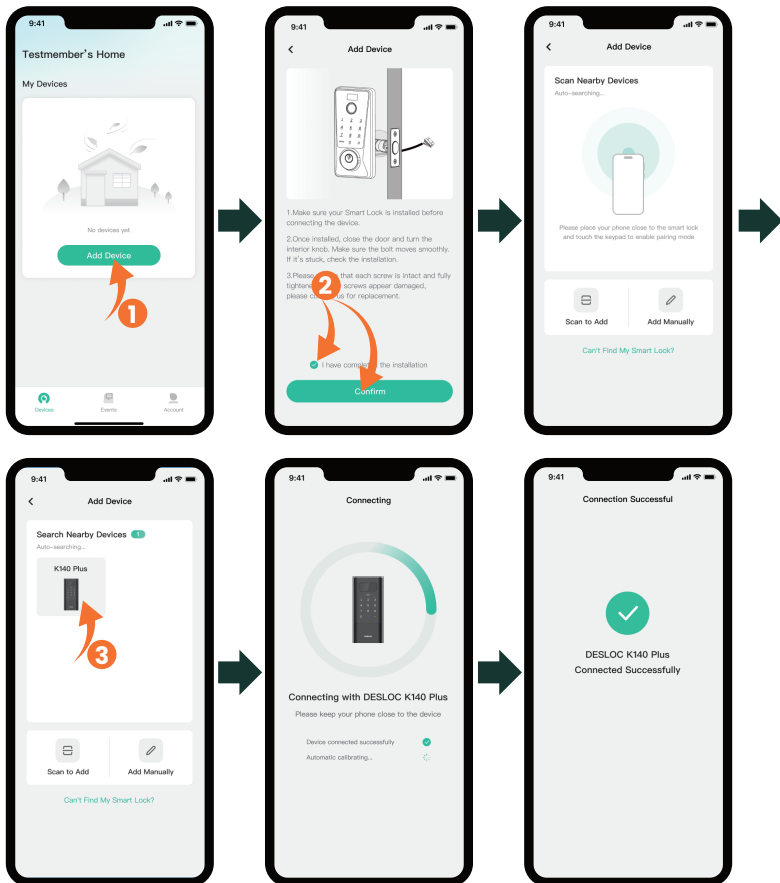 9:41
Testmember's Home
My Devices
No devices yet
Add Device
1
Devices
Events
Account
9:41
Add Device
1.Make sure your Smart Lock is installed before
connecting the device.
2.Once installed, close the door and turn the
interior knob. Make sure the bolt moves smoothly.
If it's stuck, check the installation.
3.Please that each screw is intact and fully
screws appear damaged,
please us for replacement.
2
I have the installation
Confirm
9:41
Add Device
Scan Nearby Devices
Auto-searching...
Please place your phone close to the smart lock
and touch the keypad to enable pairing mode
Scan to Add
Add Manually
Can't Find My Smart Lock?
9:41
Add Device
Search Nearby Devices 1
Auto-searching...
K140 Plus
3
Scan to Add
Add Manually
Can't Find My Smart Lock?
9:41
Connecting
Connecting with DESLOC K140 Plus
Please keep your phone close to the device
Device connected successfully
Automatic calibrating...
9:41
Connection Successful
DESLOC K140 Plus
Connected Successfully